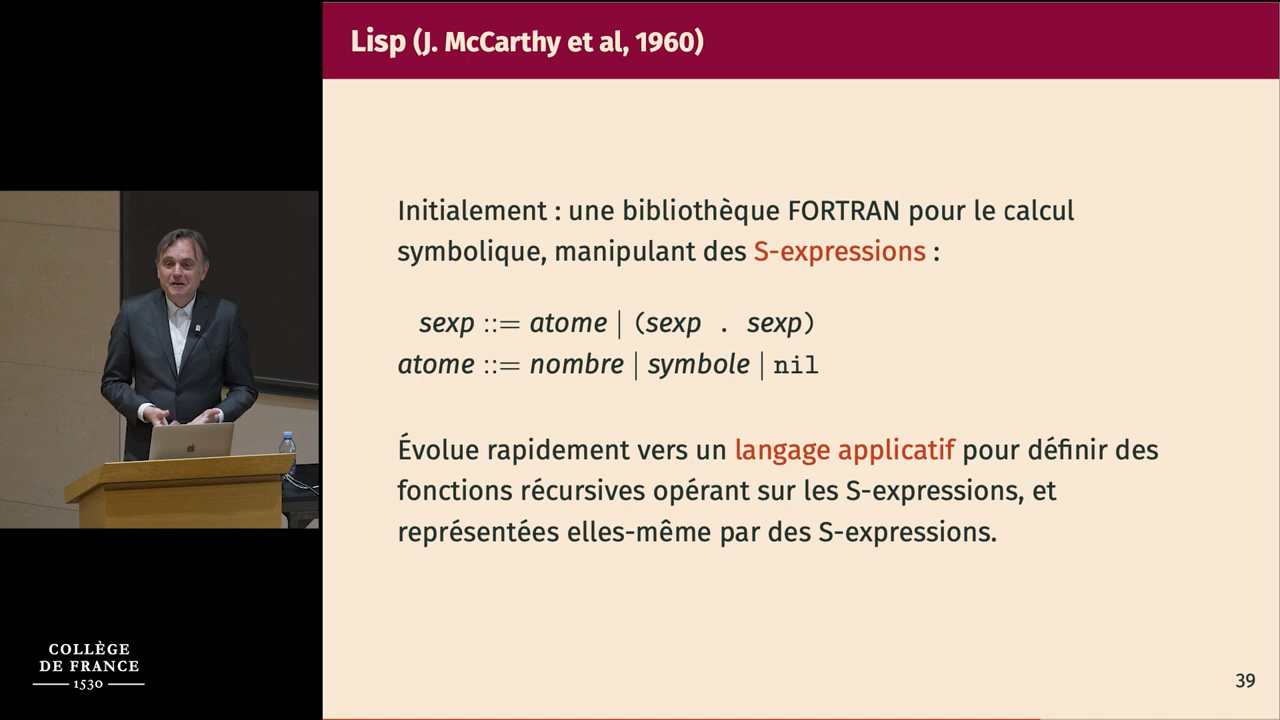 Lisp (J. McCarthy et al, 1960)
Initialement : une bibliothèque FORTRAN pour le calcul
symbolique, manipulant des S-expressions :
sexp ::= atome | (sexp . sexp)
atome ::= nombre | symbole | nil
Évolue rapidement vers un langage applicatif pour définir des
fonctions récursives opérant sur les S-expressions, et
représentées elles-même par des S-expressions.
COLLÈGE
DE FRANCE
1530
39